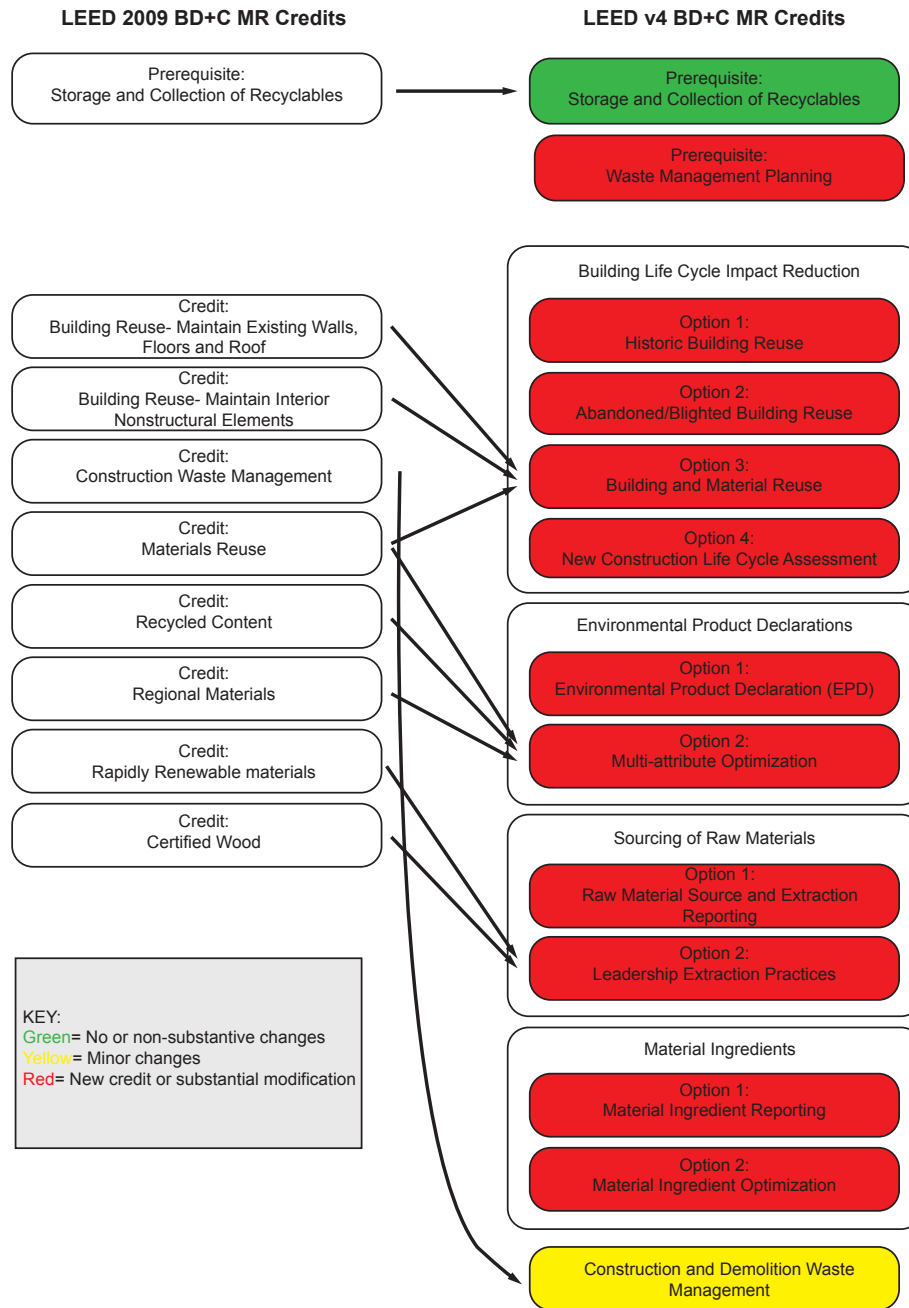 LEED 2009 BD+C MR Credits
Prerequisite:
Storage and Collection of Recyclables
Credit:
Building Reuse- Maintain Existing Walls,
Floors and Roof
Credit:
Building Reuse- Maintain Interior
Nonstructural Elements
Credit:
Construction Waste Management
Credit:
Materials Reuse
Credit:
Recycled Content
Credit:
Regional Materials
Credit:
Rapidly Renewable materials
Credit:
Certified Wood
KEY:
Green= No or non-substantive changes
Yellow= Minor changes
Red= New credit or substantial modification
LEED v4 BD+C MR Credits
Prerequisite:
Storage and Collection of Recyclables
Prerequisite:
Waste Management Planning
Building Life Cycle Impact Reduction
Option 1:
Historic Building Reuse
Option 2:
Abandoned/Blighted Building Reuse
Option 3:
Building and Material Reuse
Option 4:
New Construction Life Cycle Assessment
Environmental Product Declarations
Option 1:
Environmental Product Declaration (EPD)
Option 2:
Multi-attribute Optimization
Sourcing of Raw Materials
Option 1:
Raw Material Source and Extraction
Reporting
Option 2:
Leadership Extraction Practices
Material Ingredients
Option 1:
Material Ingredient Reporting
Option 2:
Material Ingredient Optimization
Construction and Demolition Waste
Management